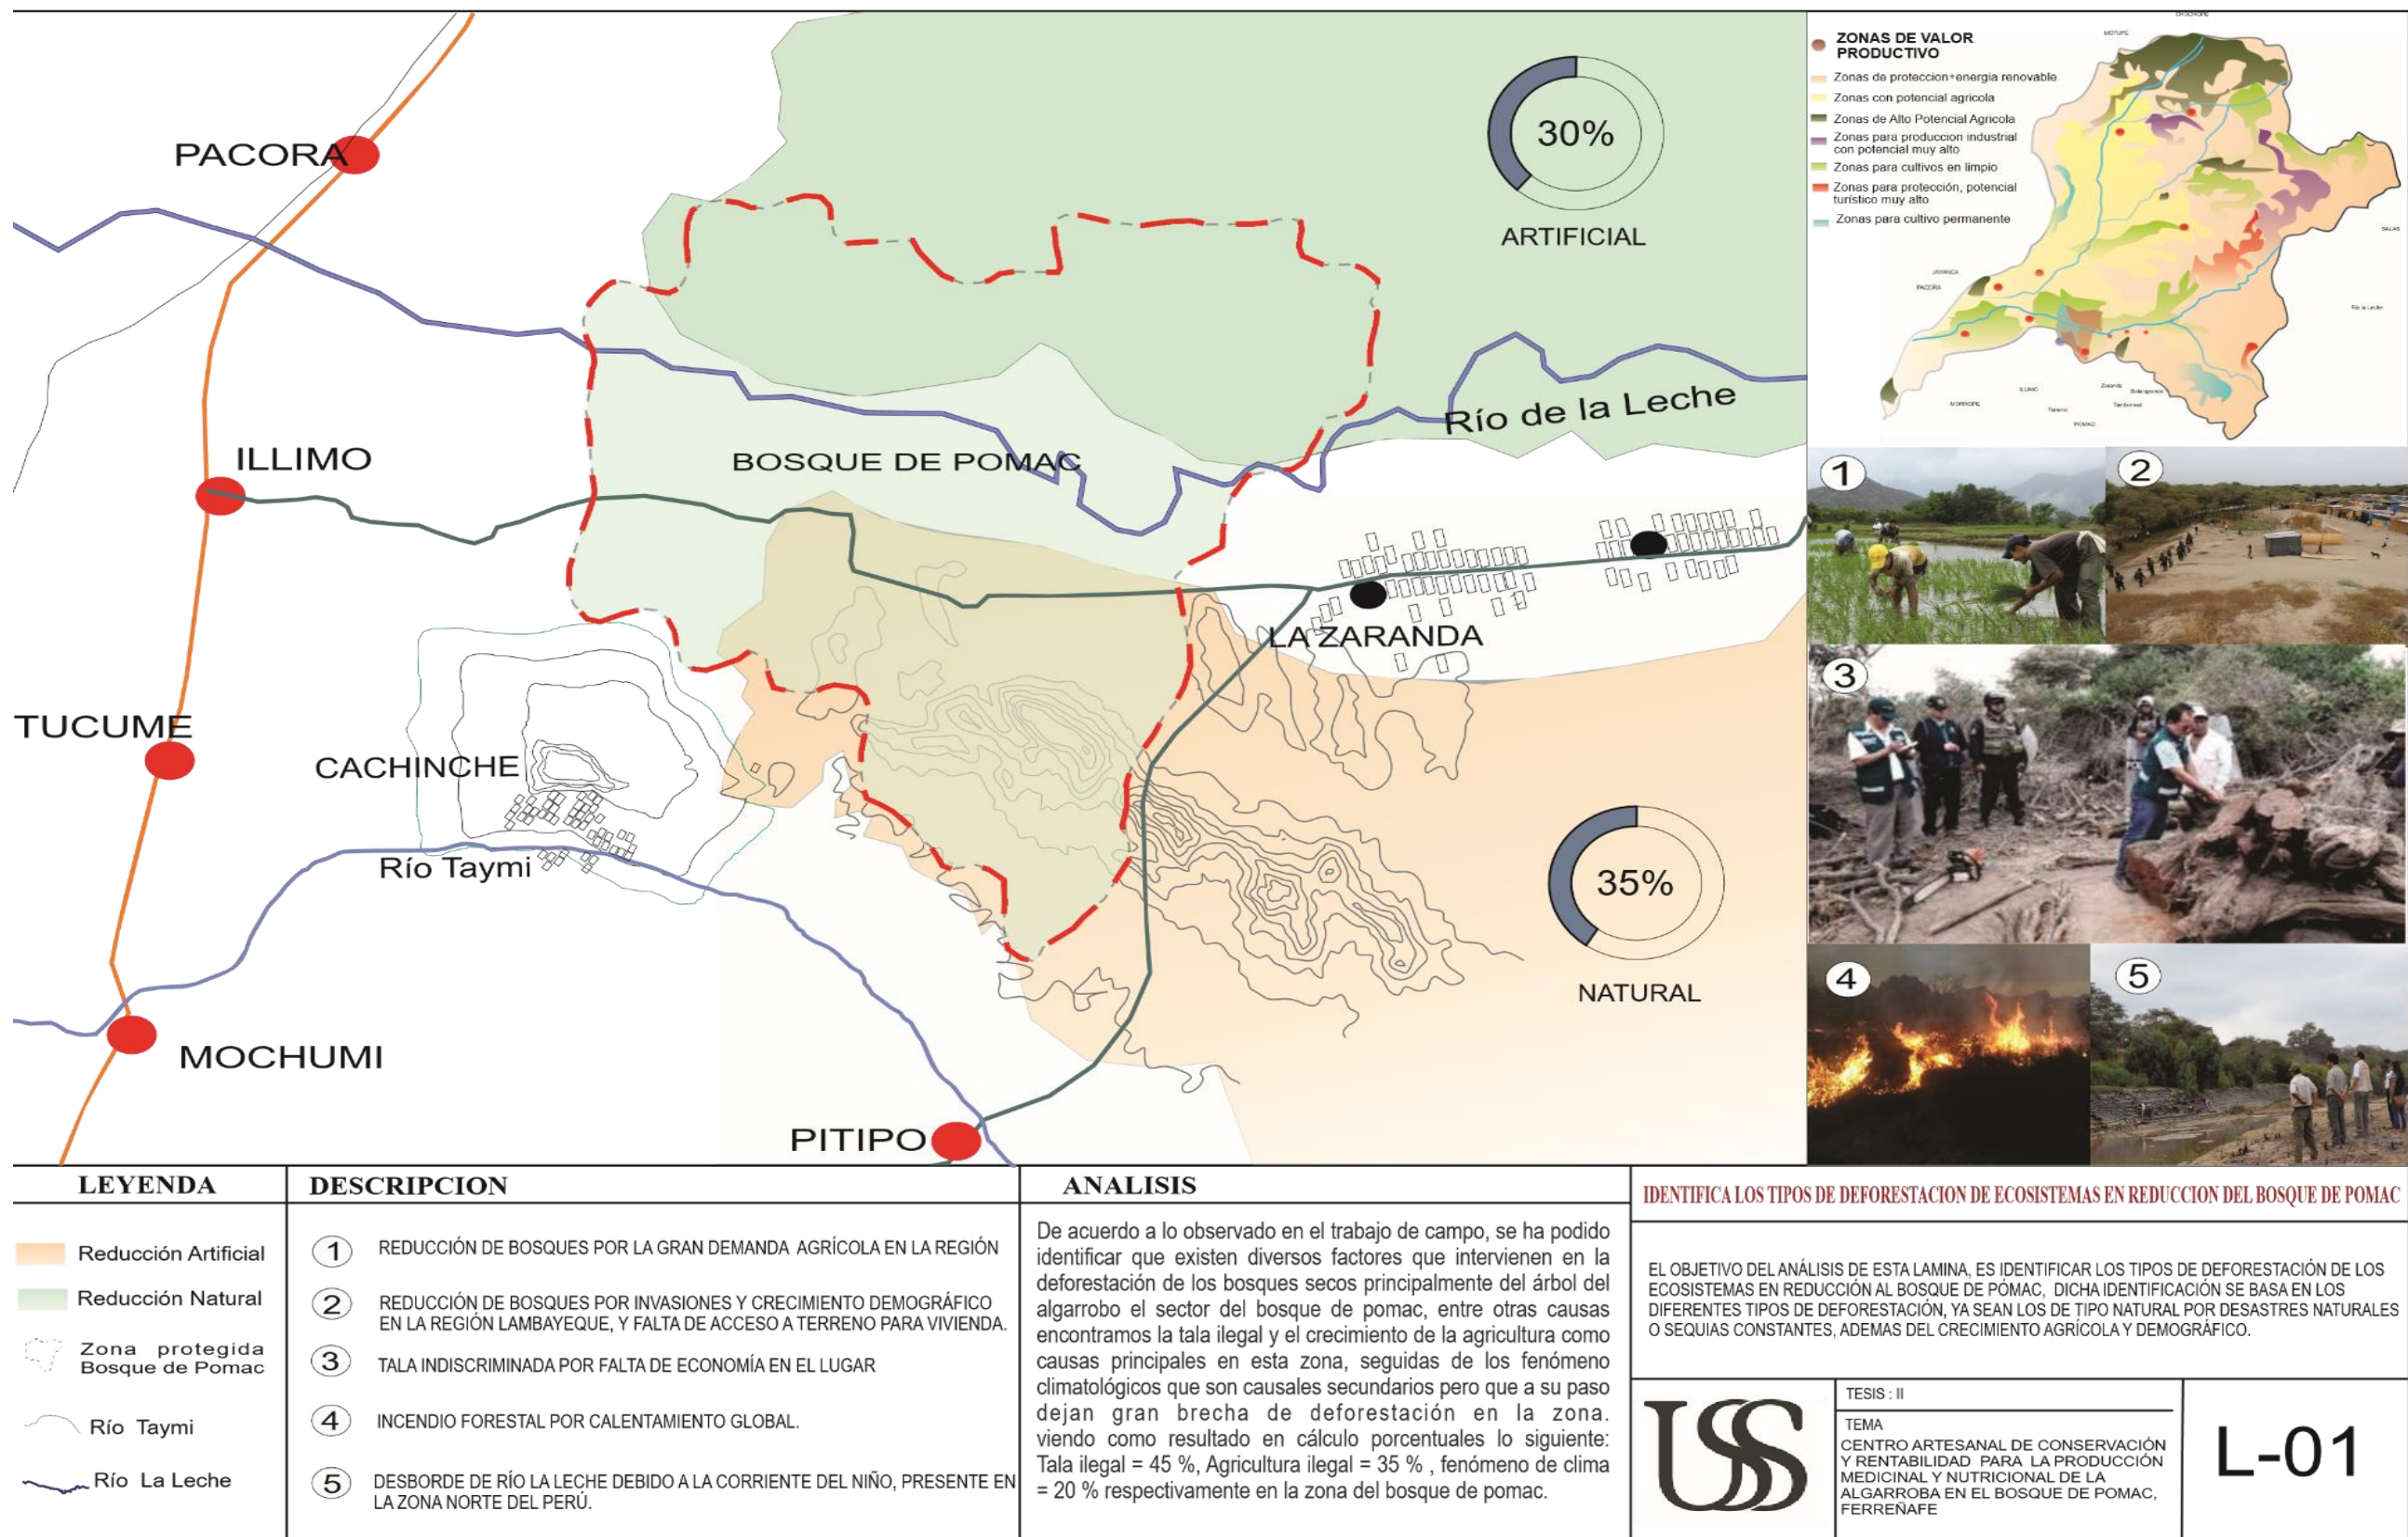 PACORA
ILLIMO
TUCUME
CACHINCHE
Río Taymi
MOCHUMI
PITIPO
BOSQUE DE POMAC
Río de la Leche
LA ZARANDA
30%
ARTIFICIAL
35%
NATURAL
ZONAS DE VALOR
PRODUCTIVO
Zonas de proteccion+energia renovable
Zonas con potencial agricola
Zonas de Alto Potencial Agricola
Zonas para produccion industrial
con potencial muy alto
Zonas para cultivos en limpio
Zonas para protección, potencial
turístico muy alto
Zonas para cultivo permanente
CHOCHOPE
MOTUPE
SALAS
JAYANCA
PACORA
Río la Leche
ILLIMO
MORROPE
POMAC
1
2
3
4
5
LEYENDA
Reducción Artificial
Reducción Natural
Zona protegida
Bosque de Pomac
Río Taymi
Río La Leche
DESCRIPCION
1 REDUCCIÓN DE BOSQUES POR LA GRAN DEMANDA AGRÍCOLA EN LA REGIÓN
2 REDUCCIÓN DE BOSQUES POR INVASIONES Y CRECIMIENTO DEMOGRÁFICO
EN LA REGIÓN LAMBAYEQUE, Y FALTA DE ACCESO A TERRENO PARA VIVIENDA.
3 TALA INDISCRIMINADA POR FALTA DE ECONOMÍA EN EL LUGAR
4 INCENDIO FORESTAL POR CALENTAMIENTO GLOBAL.
5 DESBORDE DE RÍO LA LECHE DEBIDO A LA CORRIENTE DEL NIÑO, PRESENTE EN
LA ZONA NORTE DEL PERÚ.
ANALISIS
De acuerdo a lo observado en el trabajo de campo, se ha podido
identificar que existen diversos factores que intervienen en la
deforestación de los bosques secos principalmente del árbol del
algarrobo el sector del bosque de pomac, entre otras causas
encontramos la tala ilegal y el crecimiento de la agricultura como
causas principales en esta zona, seguidas de los fenómeno
climatológicos que son causales secundarios pero que a su paso
dejan gran brecha de deforestación en la zona.
viendo como resultado en cálculo porcentuales lo siguiente:
Tala ilegal = 45 %, Agricultura ilegal = 35 % , fenómeno de clima
= 20 % respectivamente en la zona del bosque de pomac.
IDENTIFICA LOS TIPOS DE DEFORESTACION DE ECOSISTEMAS EN REDUCCION DEL BOSQUE DE POMAC
EL OBJETIVO DEL ANÁLISIS DE ESTA LAMINA, ES IDENTIFICAR LOS TIPOS DE DEFORESTACIÓN DE LOS
ECOSISTEMAS EN REDUCCIÓN AL BOSQUE DE PÓMAC, DICHA IDENTIFICACIÓN SE BASA EN LOS
DIFERENTES TIPOS DE DEFORESTACIÓN, YA SEAN LOS DE TIPO NATURAL POR DESASTRES NATURALES
O SEQUIAS CONSTANTES, ADEMAS DEL CRECIMIENTO AGRÍCOLA Y DEMOGRÁFICO.
USS
TESIS : II
TEMA
CENTRO ARTESANAL DE CONSERVACIÓN
Y RENTABILIDAD PARA LA PRODUCCIÓN
MEDICINAL Y NUTRICIONAL DE LA
ALGARROBA EN EL BOSQUE DE POMAC,
FERREÑAFE
L-01